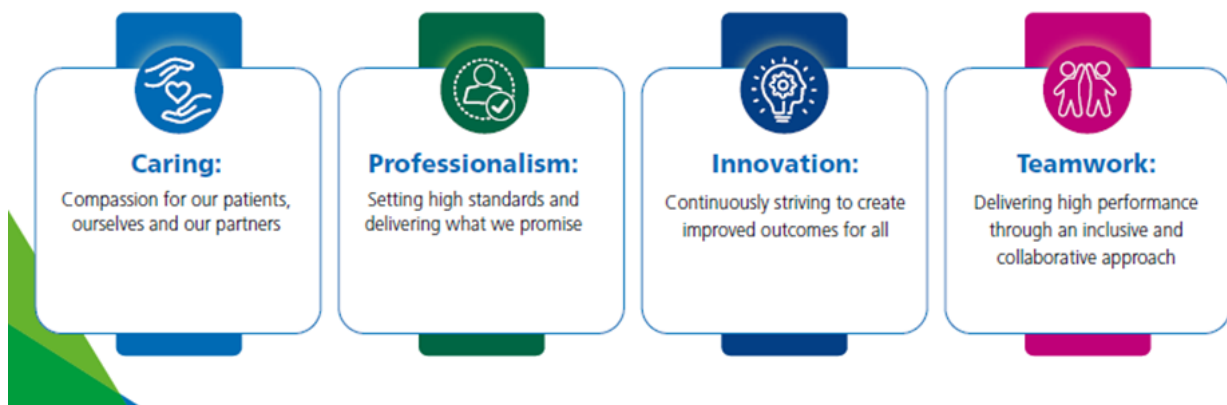 Caring:
Compassion for our patients,
ourselves and our partners
Professionalism:
Setting high standards and
delivering what we promise
Innovation:
Continuously striving to create
improved outcomes for all
Teamwork:
Delivering high performance
through an inclusive and
collaborative approach